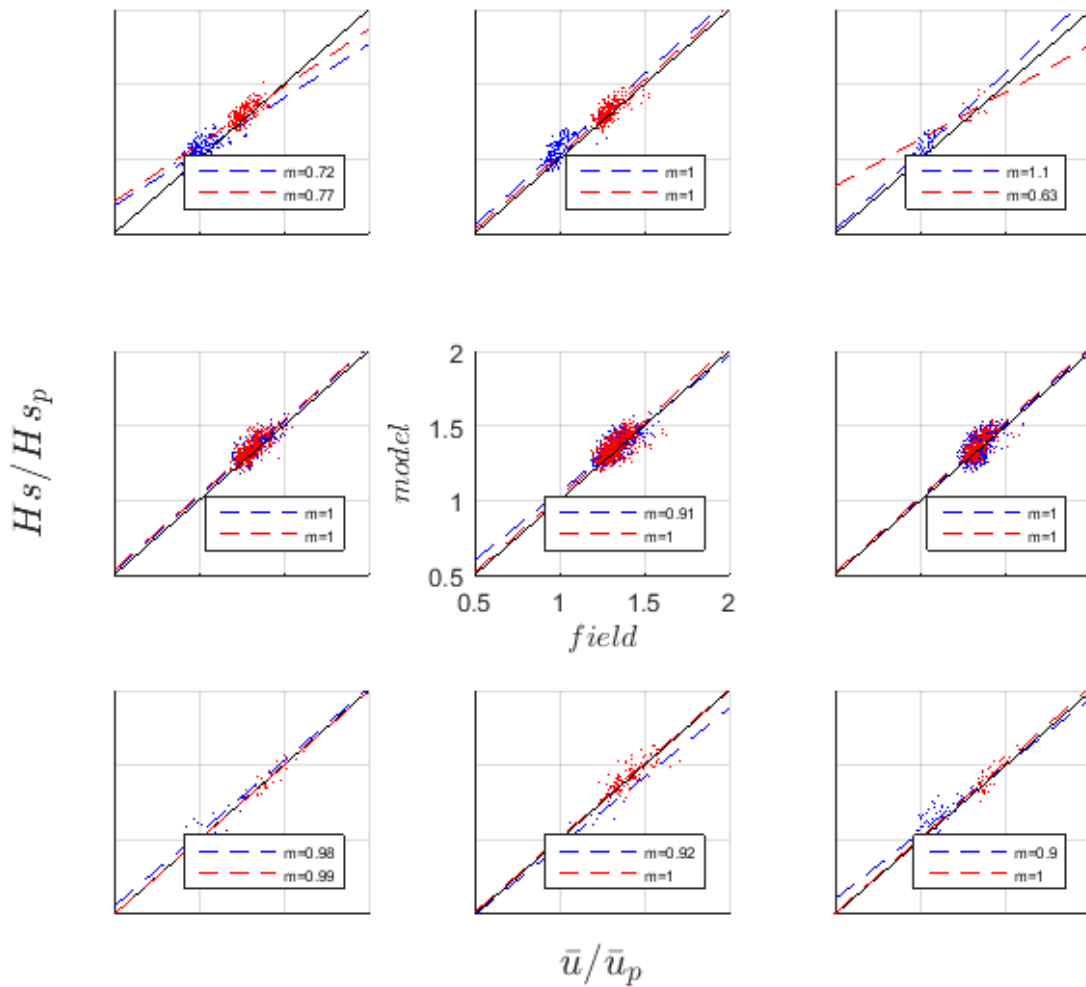 m=0.72
m=0.77
m=1
m=1
m=1.1
m=0.63
Hs/Hs_p
m=1
m=1
model
2
1.5
1
0.5
0.5 1 1.5 2
field
m=0.91
m=1
m=1
m=1
m=0.98
m=0.99
m=0.92
m=1
m=0.9
m=1
ū/ū_p